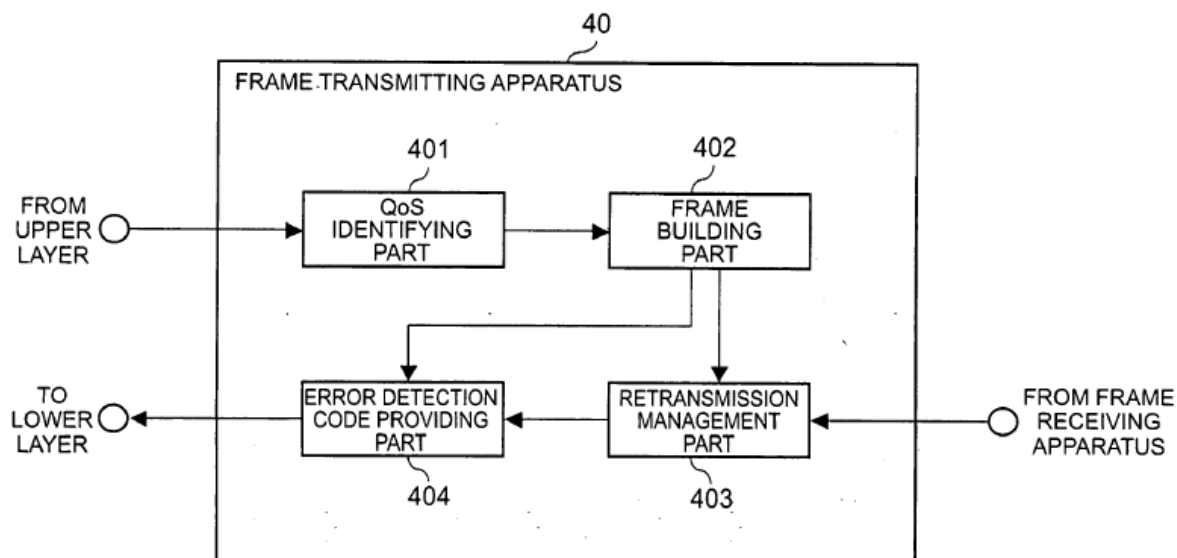 40
FRAME TRANSMITTING APPARATUS
401
402
FROM
UPPER
LAYER
QoS
IDENTIFYING
PART
FRAME
BUILDING
PART
TO
LOWER
LAYER
ERROR DETECTION
CODE PROVIDING
PART
RETRANSMISSION
MANAGEMENT
PART
FROM FRAME
RECEIVING
APPARATUS
404
403